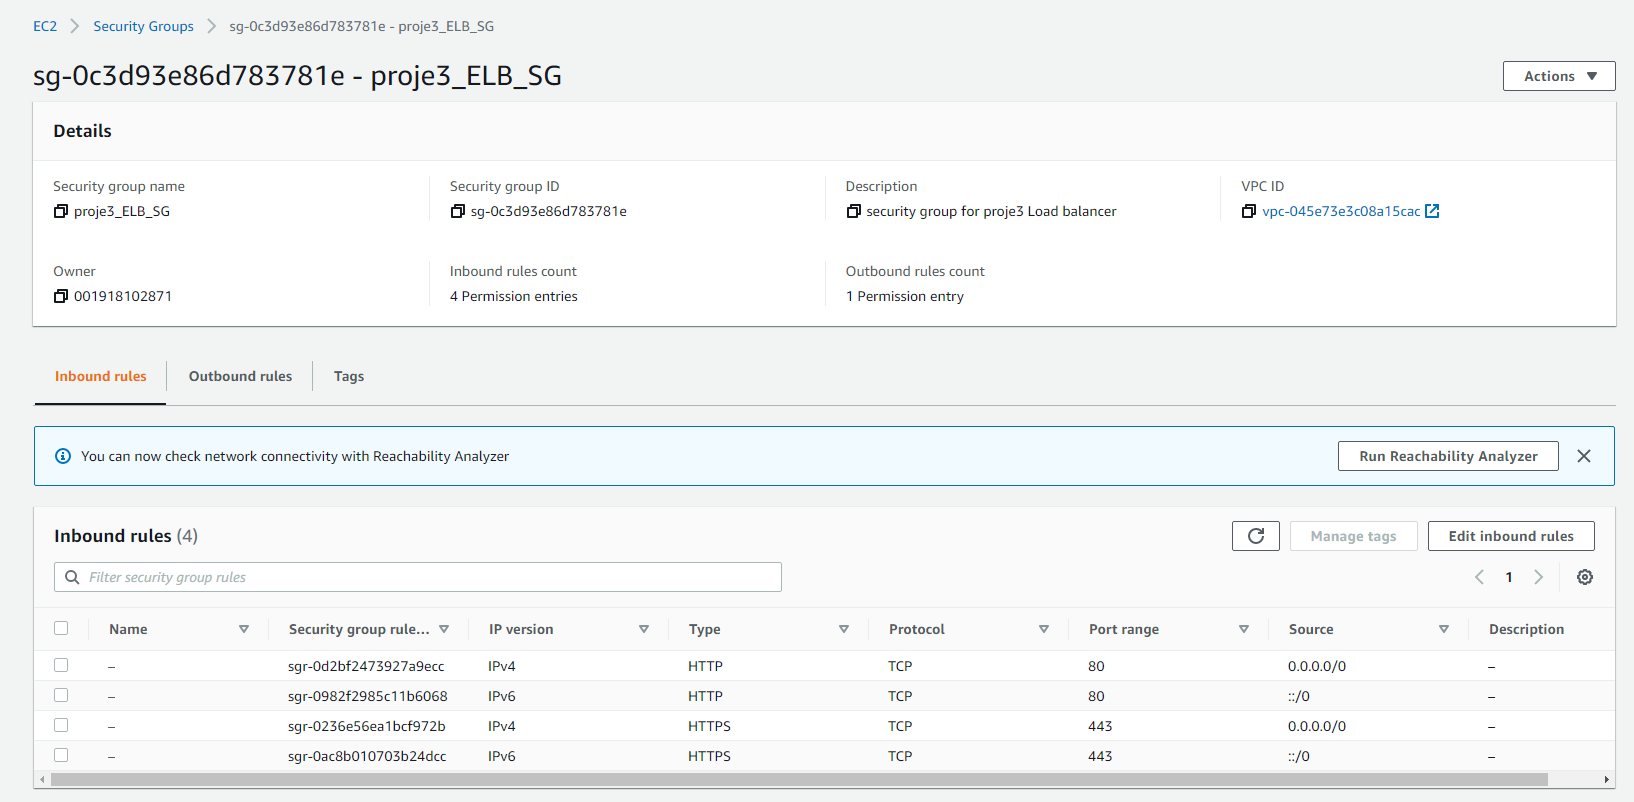 EC2 Security Groups sg-0c3d93e86d783781e - proje3_ELB_SG
sg-0c3d93e86d783781e - proje3_ELB_SG
Actions
Details
Security group name Security group ID Description VPC ID
proje3_ELB_SG sg-0c3d93e86d783781e security group for proje3 Load balancer vpc-045e73e3c08a15cac
Owner Inbound rules count Outbound rules count
001918102871 4 Permission entries 1 Permission entry
Inbound rules Outbound rules Tags
You can now check network connectivity with Reachability Analyzer Run Reachability Analyzer
Inbound rules (4) Manage tags Edit inbound rules
Filter security group rules 1
Name Security group rule... IP version Type Protocol Port range Source Description
– sgr-0d2bf2473927a9ecc IPv4 HTTP TCP 80 0.0.0.0/0 –
– sgr-0982f2985c11b6068 IPv6 HTTP TCP 80 ::/0 –
– sgr-0236e56ea1bcf972b IPv4 HTTPS TCP 443 0.0.0.0/0 –
– sgr-0ac8b010703b24dcc IPv6 HTTPS TCP 443 ::/0 –